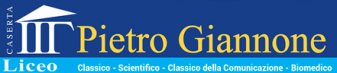 CASERTA
Pietro Giannone
Liceo Classico - Scientifico - Classico della Comunicazione - Biomedico